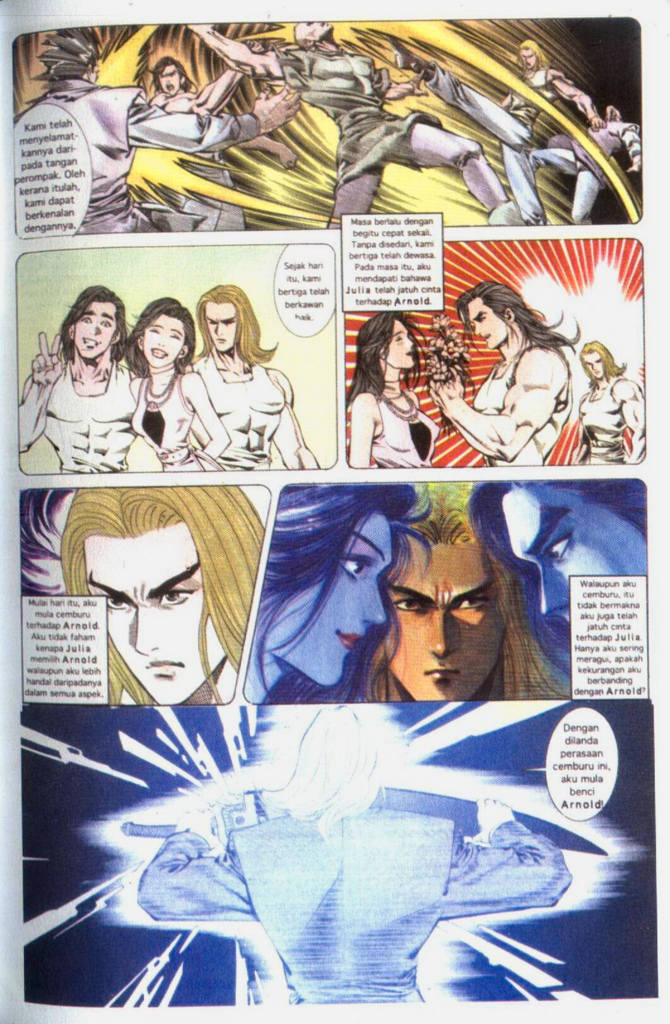 Kami telah
menyelamat-
kannya dari-
pada tangan
perompak. Oleh
kerana itulah,
kami dapat
berkenalan
dengannya.
Sejak hari
itu, kami
bertiga telah
berkawan
baik.
Masa berlalu dengan
begitu cepat sekali.
Tanpa disedari, kami
bertiga telah dewasa.
Pada masa itu, aku
mendapati bahawa
Julia telah jatuh cinta
terhadap Arnold.
Mulai hari itu, aku
mula cemburu
terhadap Arnold.
Aku tidak faham
kenapa Julia
memilih Arnold
walaupun aku lebih
handal daripadanya
dalam semua aspek.
Walaupun aku
cemburu, itu
tidak bermakna
aku juga telah
jatuh cinta
terhadap Julia.
Hanya aku sering
meragui, apakah
kekurangan aku
berbanding
dengan Arnold?
Dengan
dilanda
perasaan
cemburu ini,
aku mula
benci
Arnold!